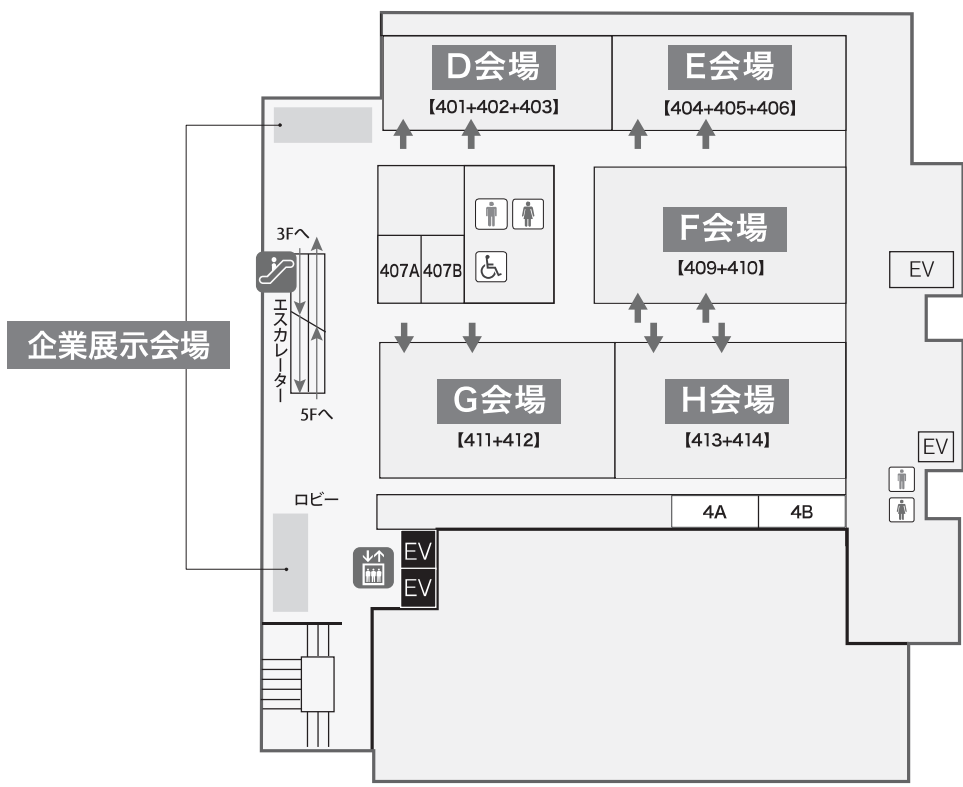 D会場
【401+402+403】
E会場
【404+405+406】
3Fへ
407A
407B
F会場
【409+410】
EV
エスカレーター
企業展示会場
5Fへ
G会場
【411+412】
H会場
【413+414】
EV
ロビー
4A
4B
EV
EV